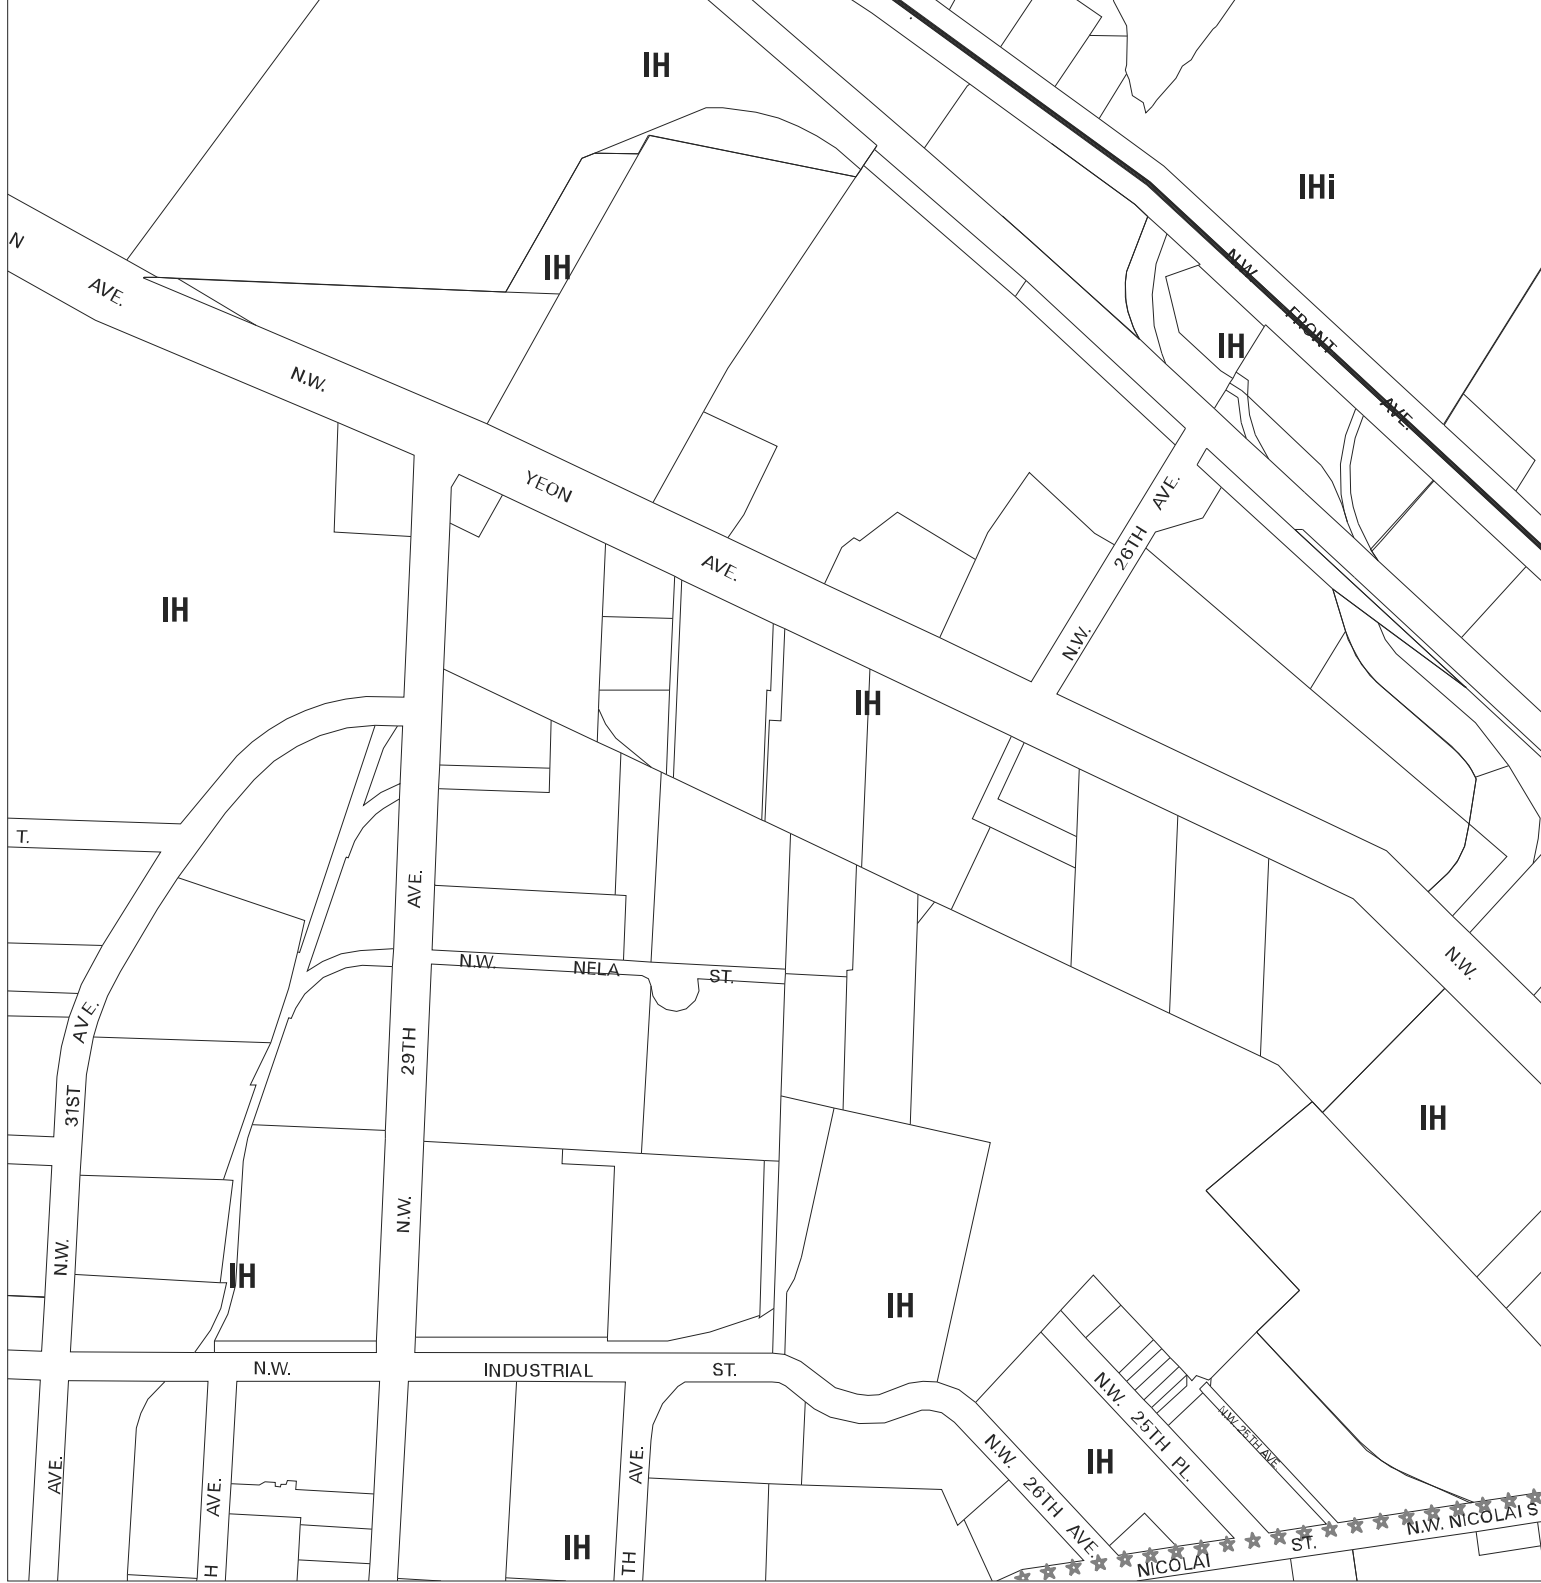 IH
IHi
N
AVE.
IH
N.W.
FRONT
AVE.
IH
N.W.
YEON
AVE.
N.W. 26TH AVE.
IH
IH
T.
AVE.
N.W. NELA ST.
N.W.
N.W. 31ST AVE.
N.W. 29TH
IH
IH
IH
N.W. INDUSTRIAL ST.
N.W. 25TH PL.
N.W. 25TH AVE.
IH
N.W. 26TH AVE.
AVE.
H AVE.
TH AVE.
IH
NICOLAI ST.
N.W. NICOLAI S